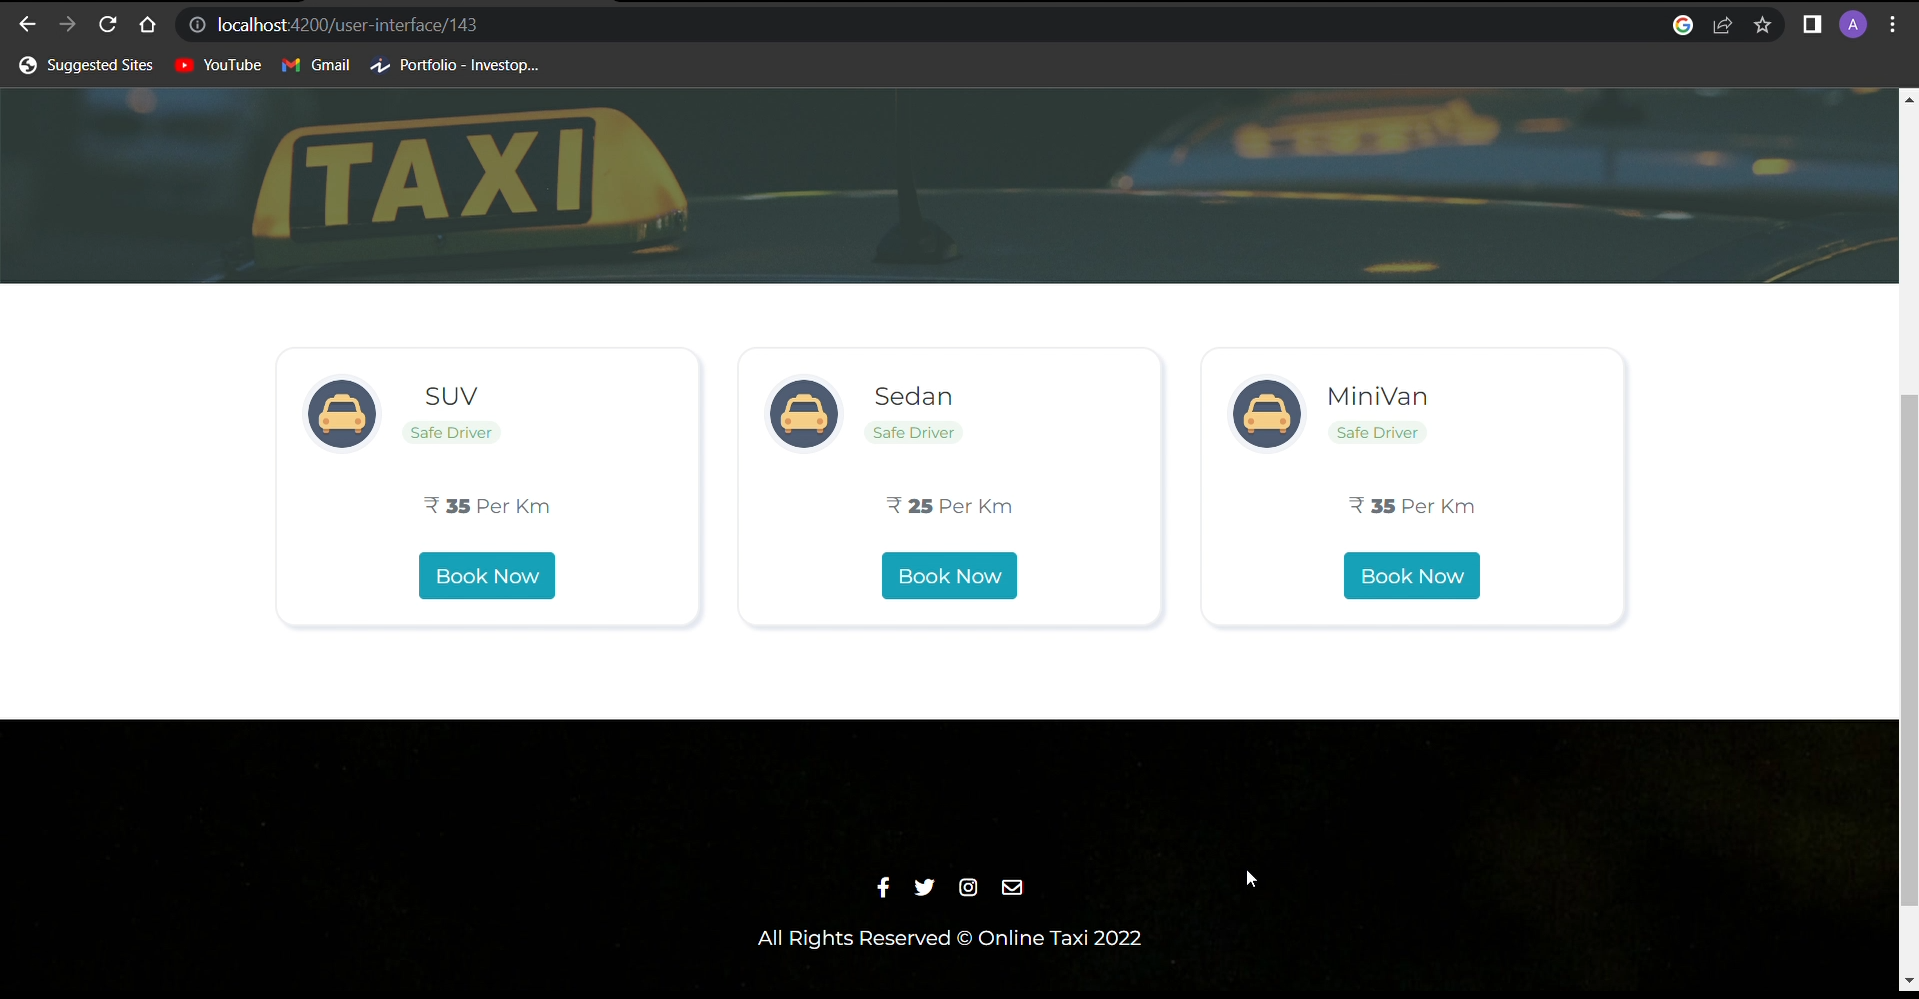 localhost:4200/user-interface/143
A
Suggested Sites YouTube Gmail Portfolio - Investop...
TAXI
SUV
Safe Driver
₹ 35 Per Km
Book Now
Sedan
Safe Driver
₹ 25 Per Km
Book Now
MiniVan
Safe Driver
₹ 35 Per Km
Book Now
All Rights Reserved © Online Taxi 2022